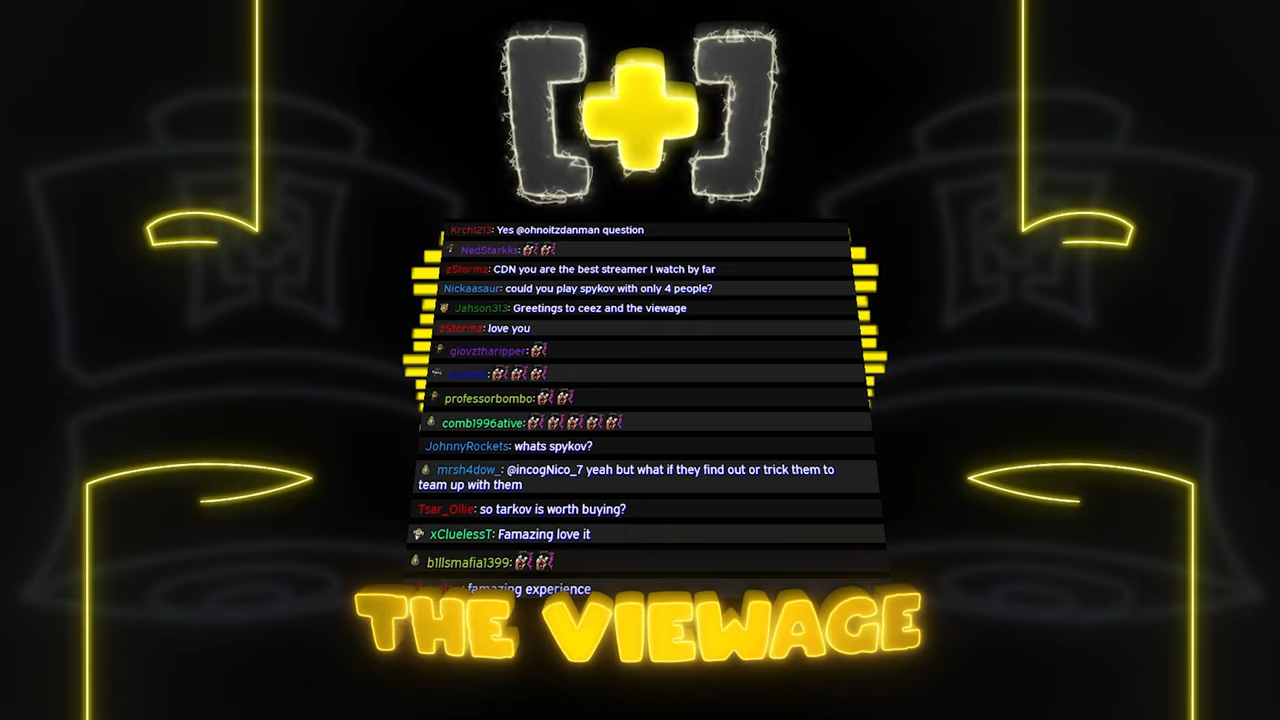 Krch1213: Yes @ohnoitzdanman question
NedStarkks:
zStormz: CDN you are the best streamer I watch by far
Nickaasaur: could you play spykov with only 4 people?
Jahson313: Greetings to ceez and the viewage
zStormz: love you
giovztharipper:
professorbombo:
comb1996ative:
JohnnyRockets: whats spykov?
mrsh4dow_: @incogNico_7 yeah but what if they find out or trick them to
team up with them
Tsar_Ollie: so tarkov is worth buying?
xCluelessT: Famazing love it
b1llsmafia1399:
famazing experience
THE VIEWAGE